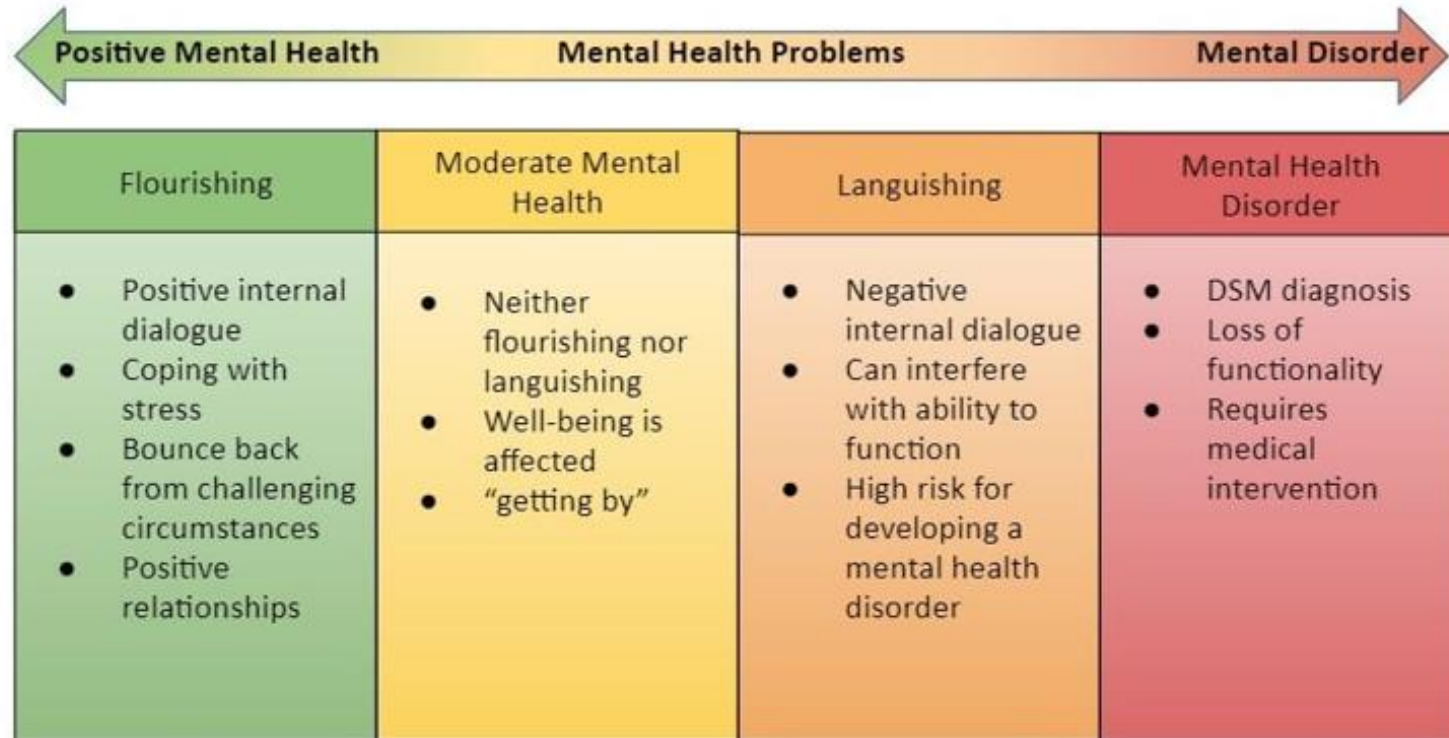 Positive Mental Health Mental Health Problems Mental Disorder
Flourishing
● Positive internal
dialogue
● Coping with
stress
● Bounce back
from challenging
circumstances
● Positive
relationships
Moderate Mental
Health
● Neither
flourishing nor
languishing
● Well-being is
affected
● “getting by”
Languishing
● Negative
internal dialogue
● Can interfere
with ability to
function
● High risk for
developing a
mental health
disorder
Mental Health
Disorder
● DSM diagnosis
● Loss of
functionality
● Requires
medical
intervention